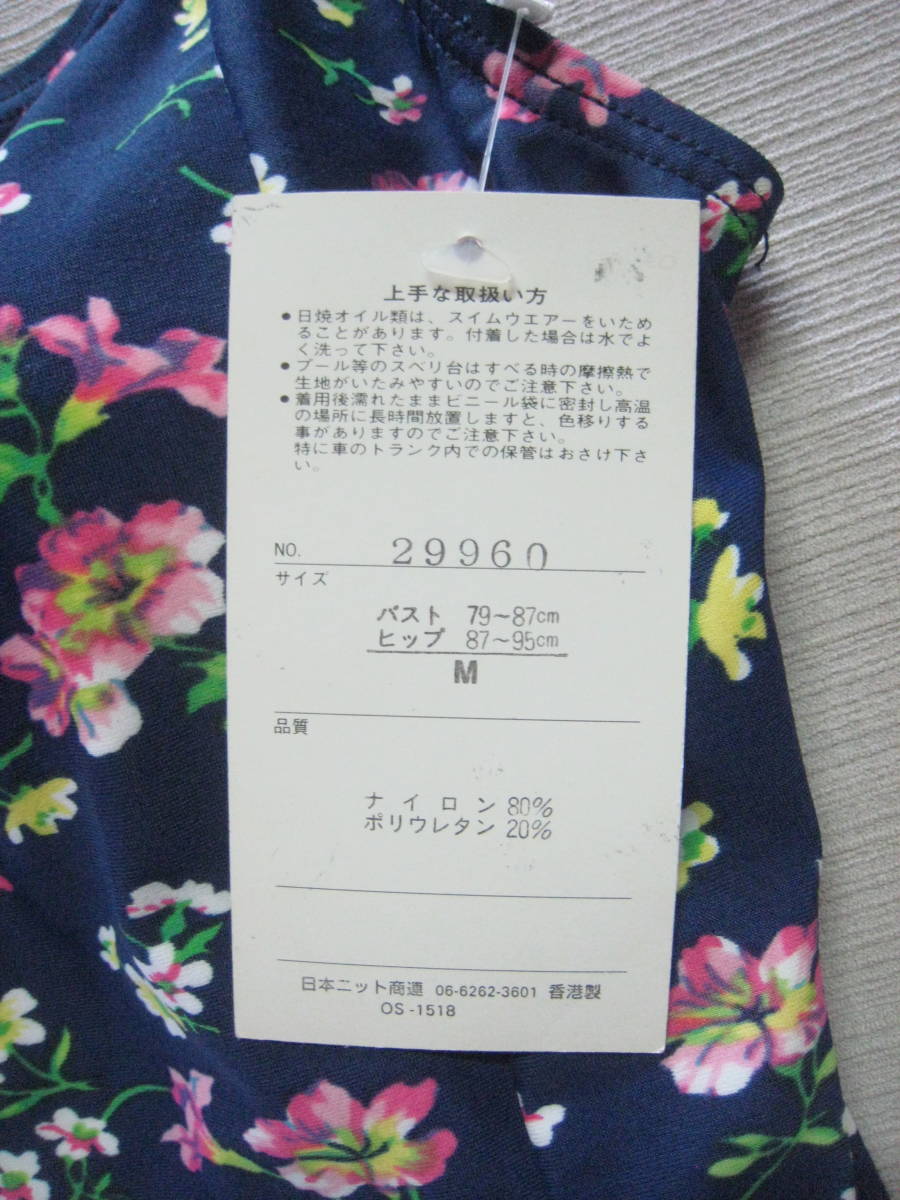 上手な取扱い方
●日焼オイル類は、スイムウエアーをいため
ることがあります。付着した場合は水でよ
く洗って下さい。
●プール等のスベリ台はすべる時の摩擦熱で
生地がいたみやすいのでご注意下さい。
●着用後濡れたままビニール袋に密封し高温
の場所に長時間放置しますと、色移りする
事がありますのでご注意下さい。
特に車のトランク内での保管はおさけ下さ
い。
NO. 29960
サイズ
バスト 79〜87cm
ヒップ 87〜95cm
M
品質
ナイロン 80%
ポリウレタン 20%
日本ニット商連 06-6262-3601 香港製
OS-1518